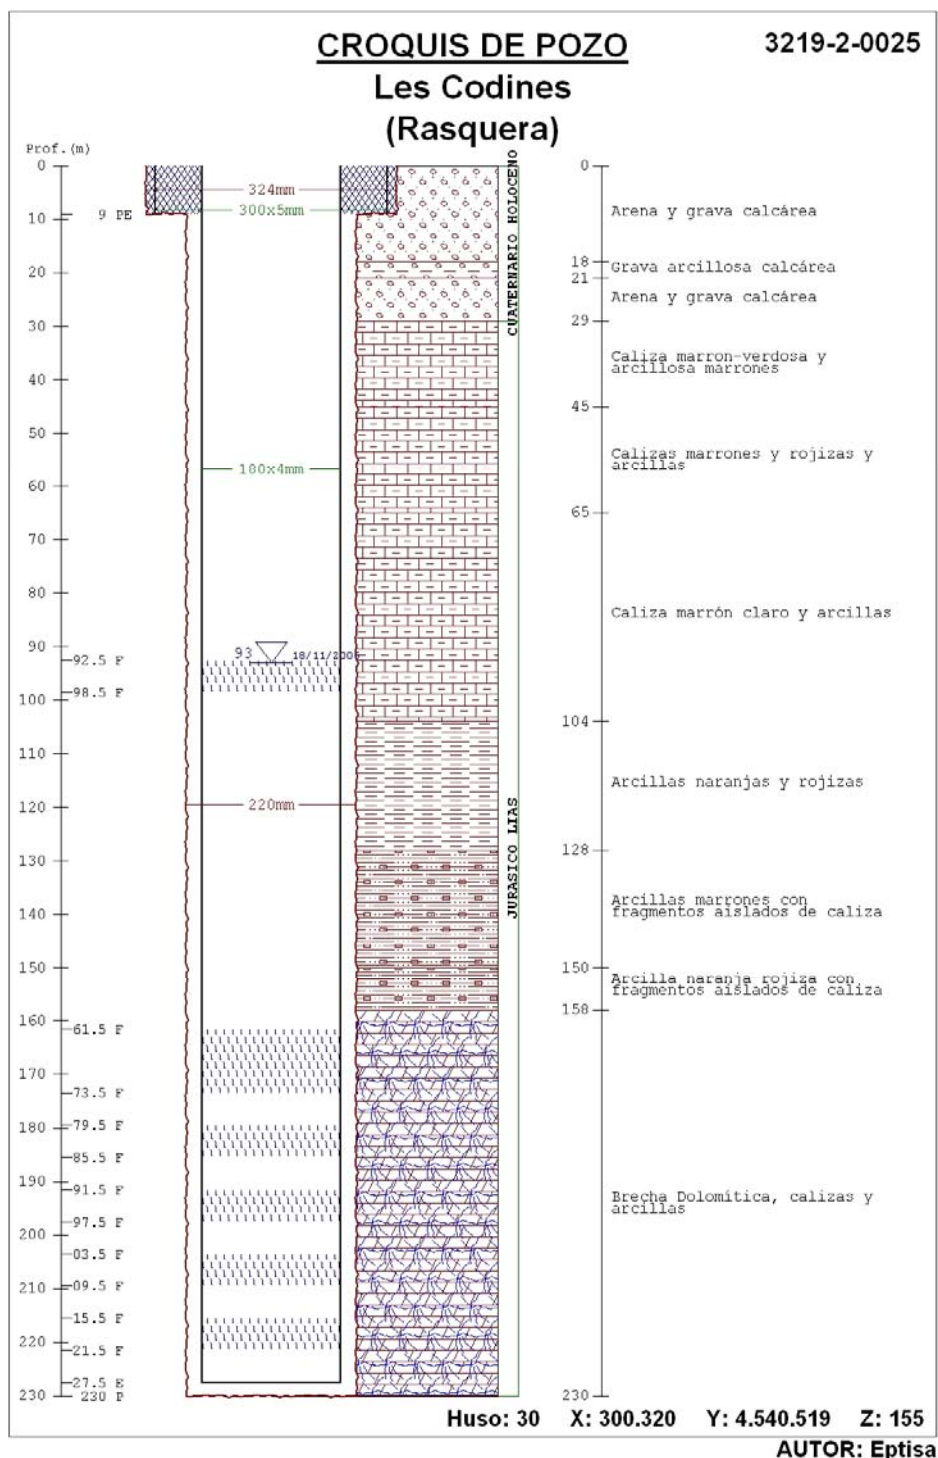 CROQUIS DE POZO
3219-2-0025
Les Codines
(Rasquera)
Prof.(m)
0
10
20
30
40
50
60
70
80
90
100
110
120
130
140
150
160
170
180
190
200
210
220
230
9 PE
92.5 F
98.5 F
61.5 F
73.5 F
79.5 F
85.5 F
91.5 F
97.5 F
03.5 F
09.5 F
15.5 F
21.5 F
27.5 E
230 P
324mm
300x5mm
180x4mm
93
220mm
CUATERNARIO HOLOCENO
JURASICO LIAS
0
Arena y grava calcárea
18
Grava arcillosa calcárea
21
Arena y grava calcárea
29
Caliza marron-verdosa y
arcillosa marrones
45
Calizas marrones y rojizas y
arcillas
65
Caliza marrón claro y arcillas
104
Arcillas naranjas y rojizas
128
Arcillas marrones con
fragmentos aislados de caliza
150
Arcilla naranja rojiza con
fragmentos aislados de caliza
158
Brecha Dolomítica, calizas y
arcillas
230
Huso: 30 X: 300.320 Y: 4.540.519 Z: 155
AUTOR: Eptisa